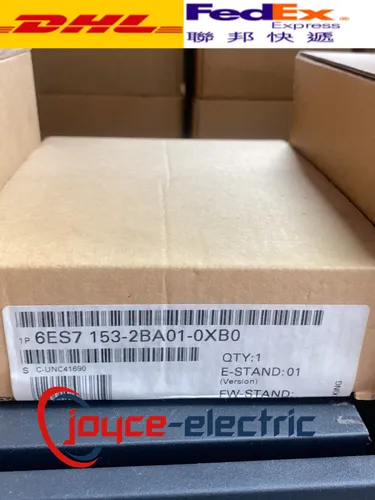 DHL
FedEx
Express
聯邦快遞
1P 6ES7 153-2BA01-0XB0
QTY:1
S C-UNC41690
E-STAND:01
(Version)
FW-STAND:
KING
joyce-electric